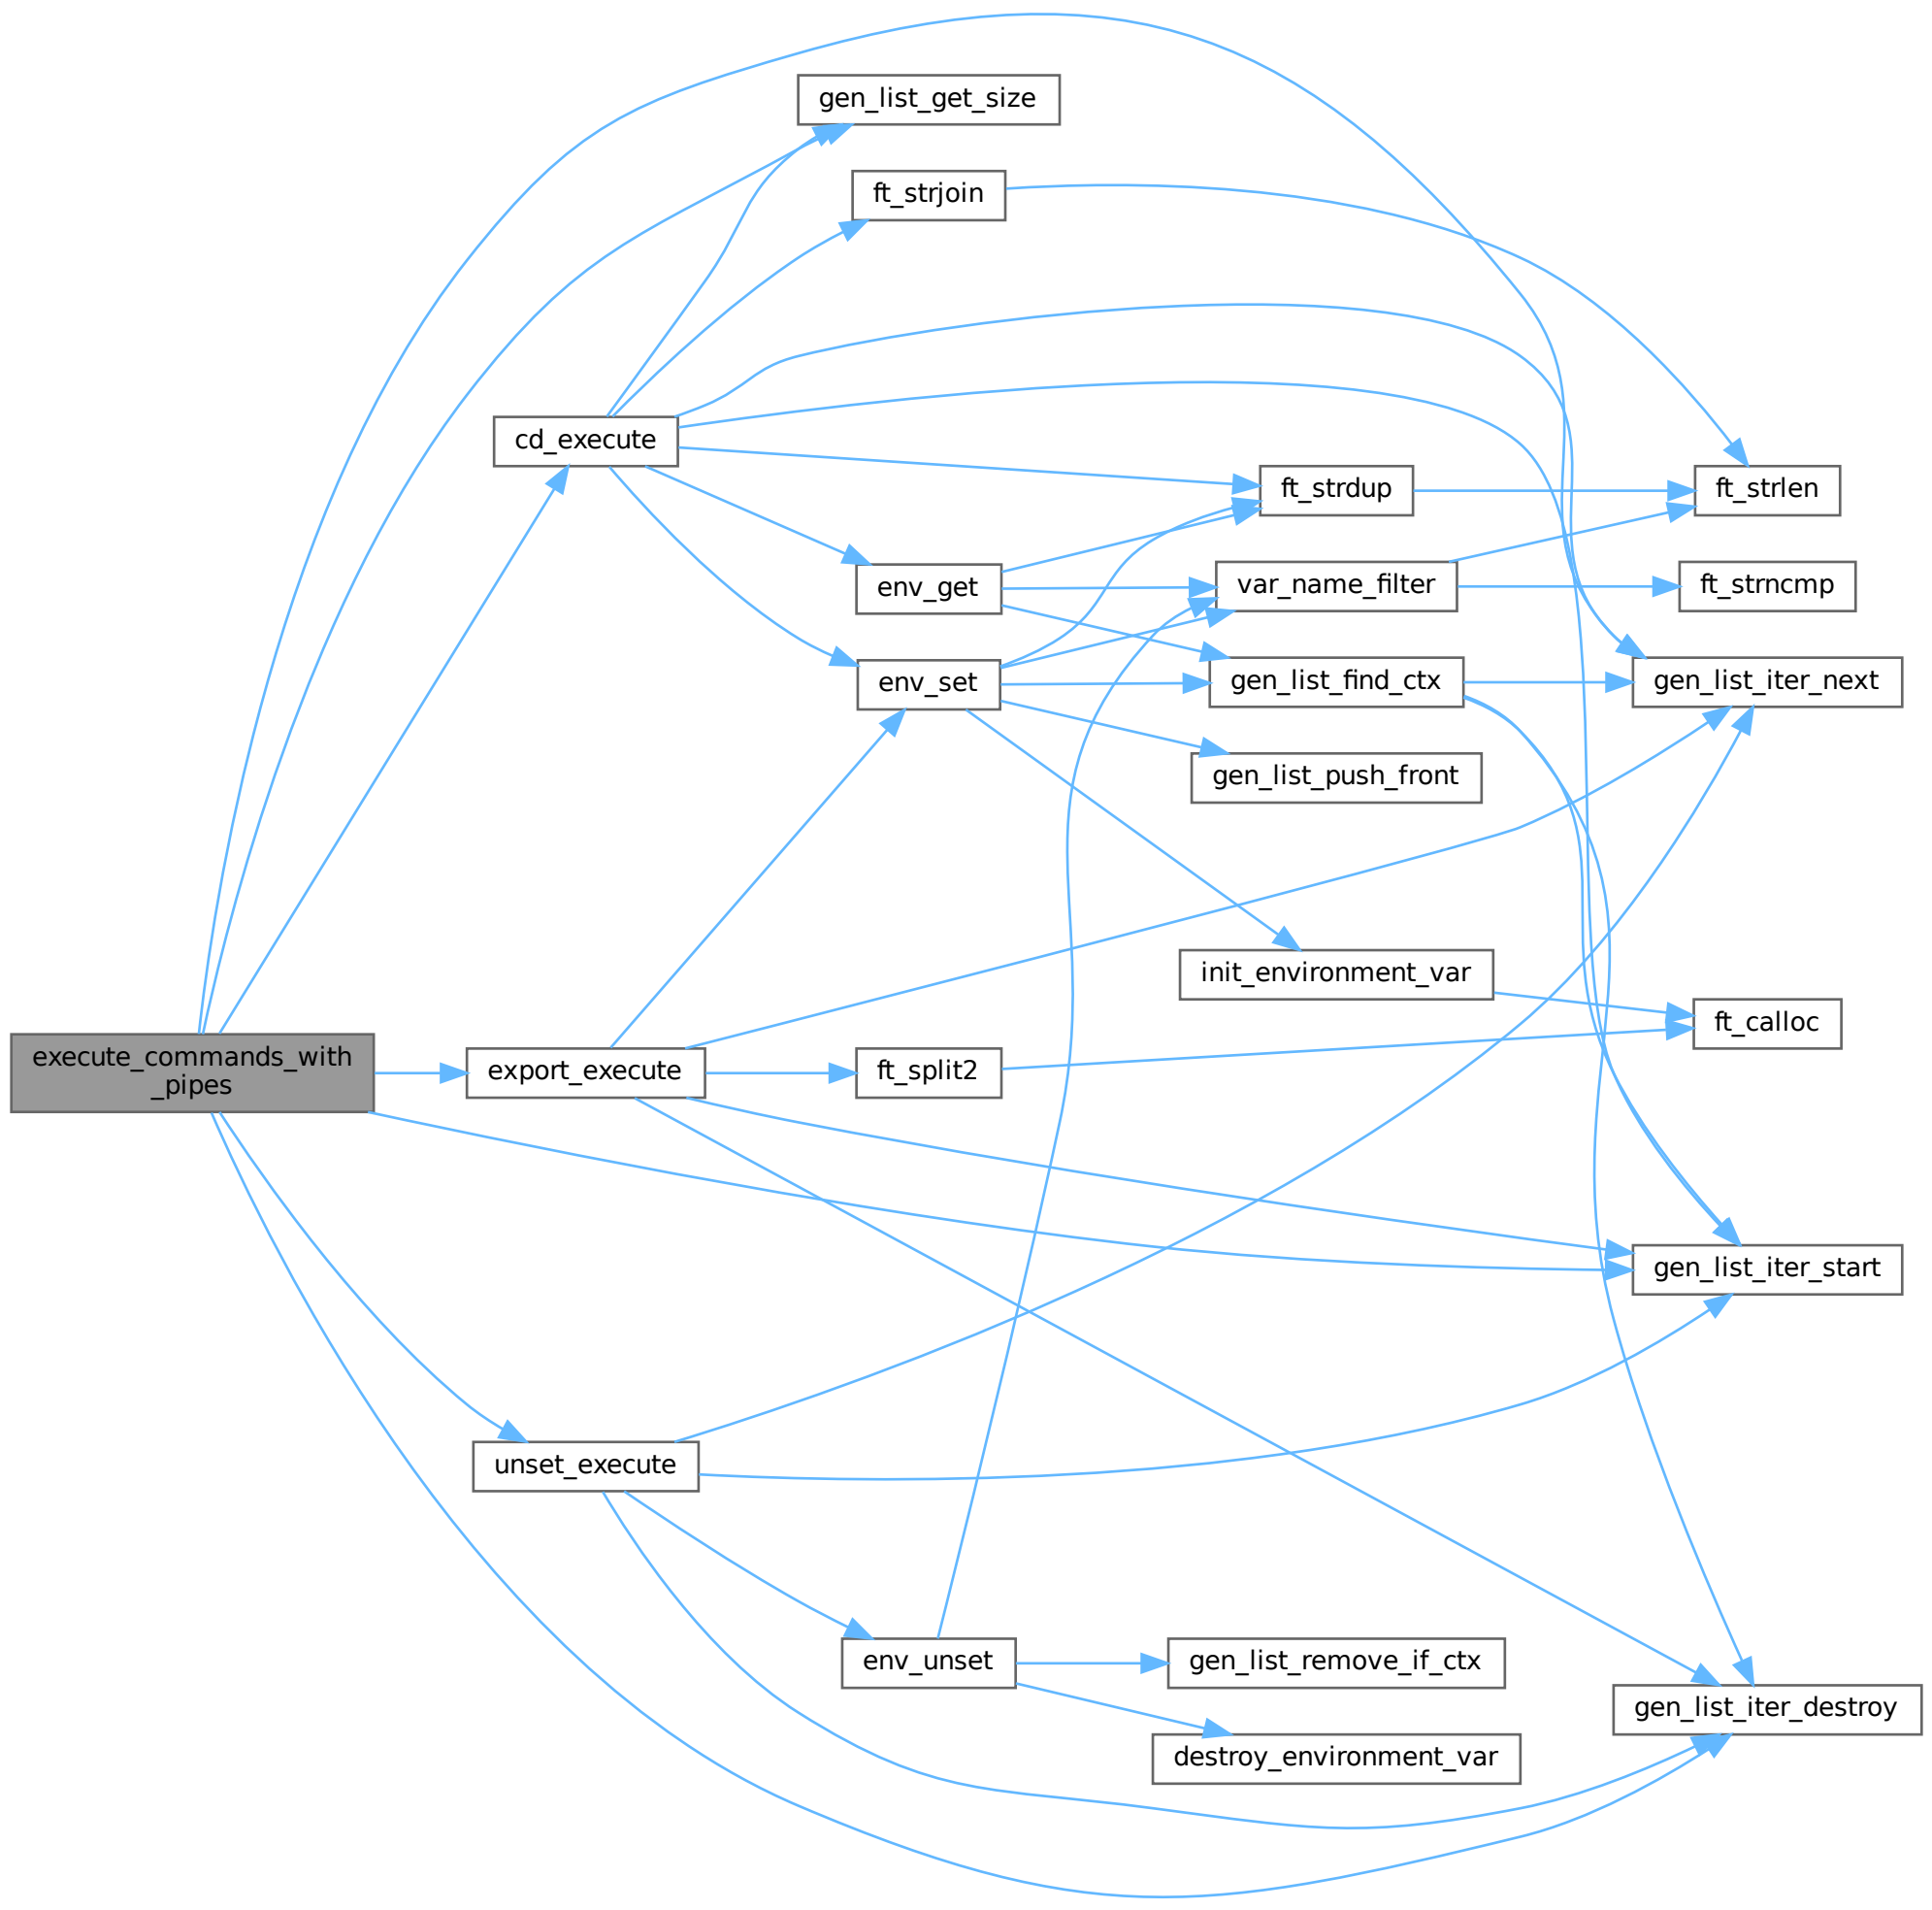 gen_list_get_size
ft_strjoin
cd_execute
ft_strdup
ft_strlen
env_get
var_name_filter
ft_strncmp
env_set
gen_list_find_ctx
gen_list_iter_next
gen_list_push_front
init_environment_var
ft_calloc
execute_commands_with
_pipes
export_execute
ft_split2
gen_list_iter_start
unset_execute
env_unset
gen_list_remove_if_ctx
gen_list_iter_destroy
destroy_environment_var